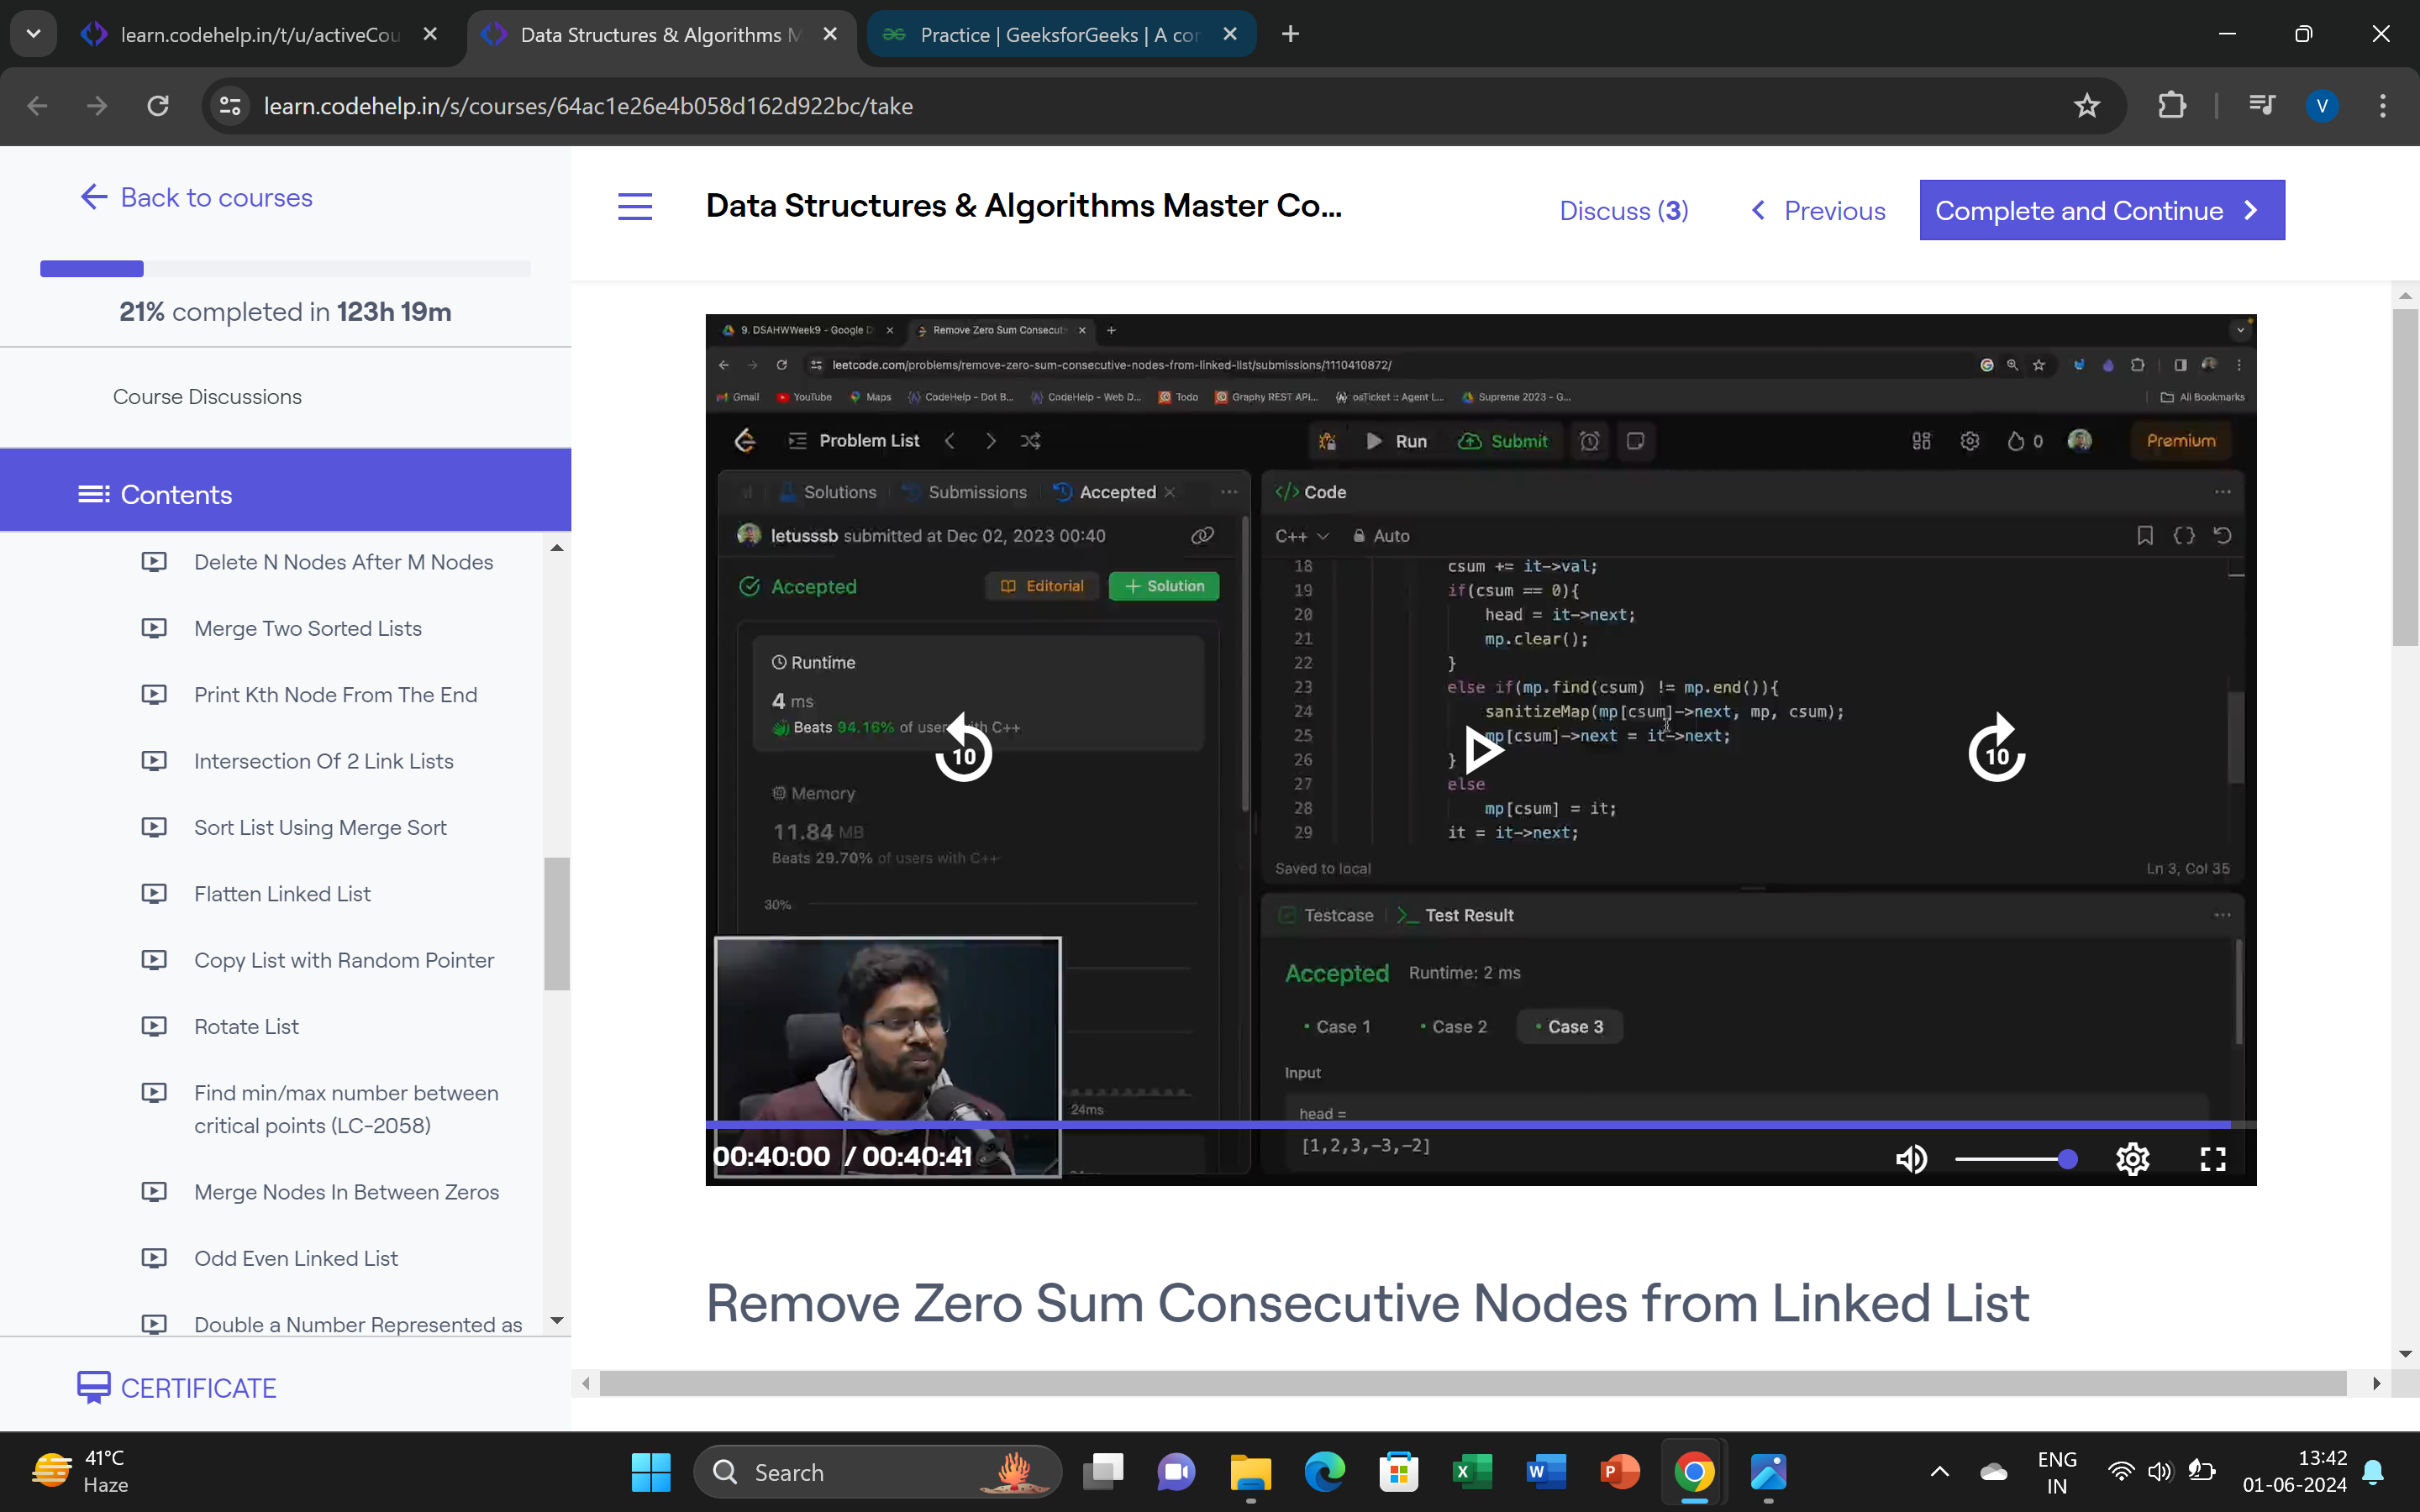 learn.codehelp.in/t/u/activeCou
Data Structures & Algorithms M
Practice | GeeksforGeeks | A cor
learn.codehelp.in/s/courses/64ac1e26e4b058d162d922bc/take
V
Back to courses
21% completed in 123h 19m
Course Discussions
Contents
Delete N Nodes After M Nodes
Merge Two Sorted Lists
Print Kth Node From The End
Intersection Of 2 Link Lists
Sort List Using Merge Sort
Flatten Linked List
Copy List with Random Pointer
Rotate List
Find min/max number between
critical points (LC-2058)
Merge Nodes In Between Zeros
Odd Even Linked List
Double a Number Represented as
CERTIFICATE
Data Structures & Algorithms Master Co...
Discuss (3)
Previous
Complete and Continue
9. DSAHWWeek9 - Google D
Remove Zero Sum Consecut
leetcode.com/problems/remove-zero-sum-consecutive-nodes-from-linked-list/submissions/1110410872/
Gmail
YouTube
Maps
CodeHelp - Dot B...
CodeHelp - Web D...
Todo
Graphy REST API...
osTicket :: Agent L...
Supreme 2023 - G...
All Bookmarks
Problem List
Run
Submit
0
Premium
Solutions
Submissions
Accepted
letusssb submitted at Dec 02, 2023 00:40
Accepted
Editorial
+ Solution
Runtime
4 ms
Beats 94.16% of users with C++
Memory
11.84 MB
Beats 29.70% of users with C++
30%
24ms
00:40:00 / 00:40:41
</> Code
C++
Auto
18 csum += it->val;
19 if(csum == 0){
20 head = it->next;
21 mp.clear();
22 }
23 else if(mp.find(csum) != mp.end()){
24 sanitizeMap(mp[csum]->next, mp, csum);
25 mp[csum]->next = it->next;
26 }
27 else
28 mp[csum] = it;
29 it = it->next;
Saved to local
Ln 3, Col 35
Testcase
Test Result
Accepted
Runtime: 2 ms
Case 1
Case 2
Case 3
Input
head =
[1,2,3,-3,-2]
10
10
Remove Zero Sum Consecutive Nodes from Linked List
41°C
Haze
Search
ENG
IN
13:42
01-06-2024